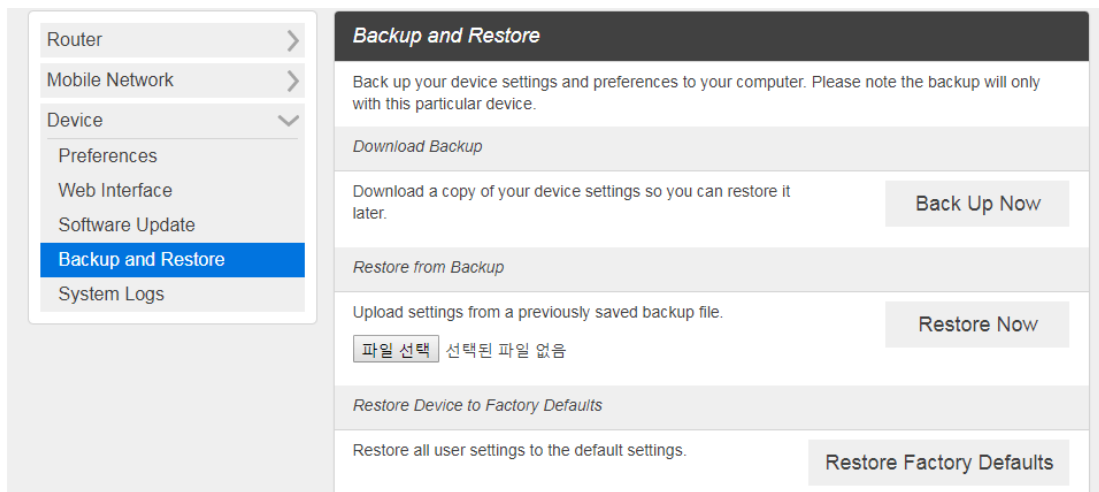 Router
Mobile Network
Device
Preferences
Web Interface
Software Update
Backup and Restore
System Logs
Backup and Restore
Back up your device settings and preferences to your computer. Please note the backup will only
with this particular device.
Download Backup
Download a copy of your device settings so you can restore it
later.
Back Up Now
Restore from Backup
Upload settings from a previously saved backup file.
파일 선택 선택된 파일 없음
Restore Now
Restore Device to Factory Defaults
Restore all user settings to the default settings.
Restore Factory Defaults